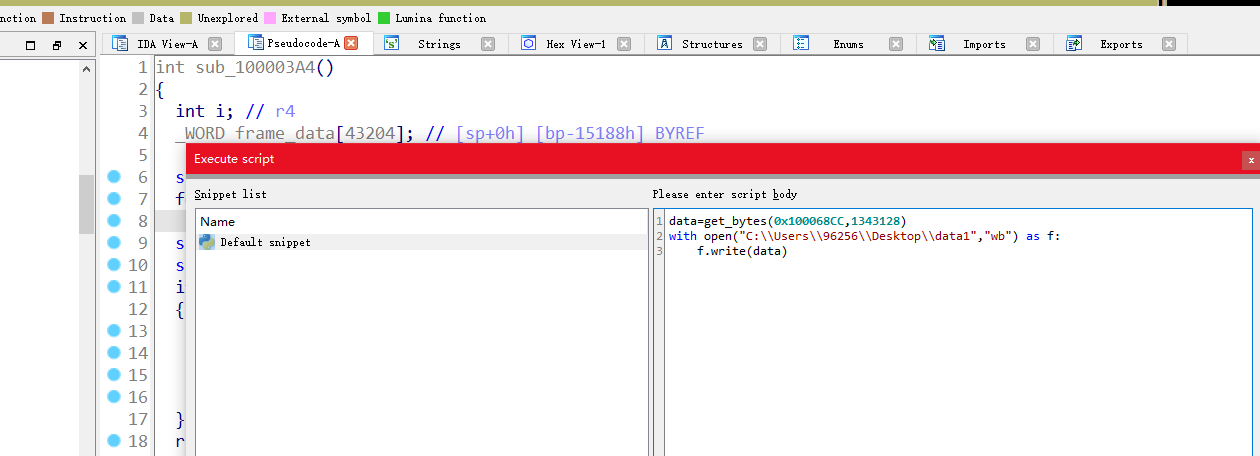 nction Instruction Data Unexplored External symbol Lumina function
IDA View-A Pseudocode-A Strings Hex View-1 Structures Enums Imports Exports
1 int sub_100003A4()
2 {
3 int i; // r4
4 _WORD frame_data[43204]; // [sp+0h] [bp-15188h] BYREF
5
Execute script x
6 s
Snippet list Please enter script body
7 f
8
Name
1 data=get_bytes(0x100068CC,1343128)
9 s
Default snippet
2 with open("C:\\Users\\96256\\Desktop\\data1","wb") as f:
3 f.write(data)
10 s
11 i
12 {
13
14
15
16
17 }
18 r